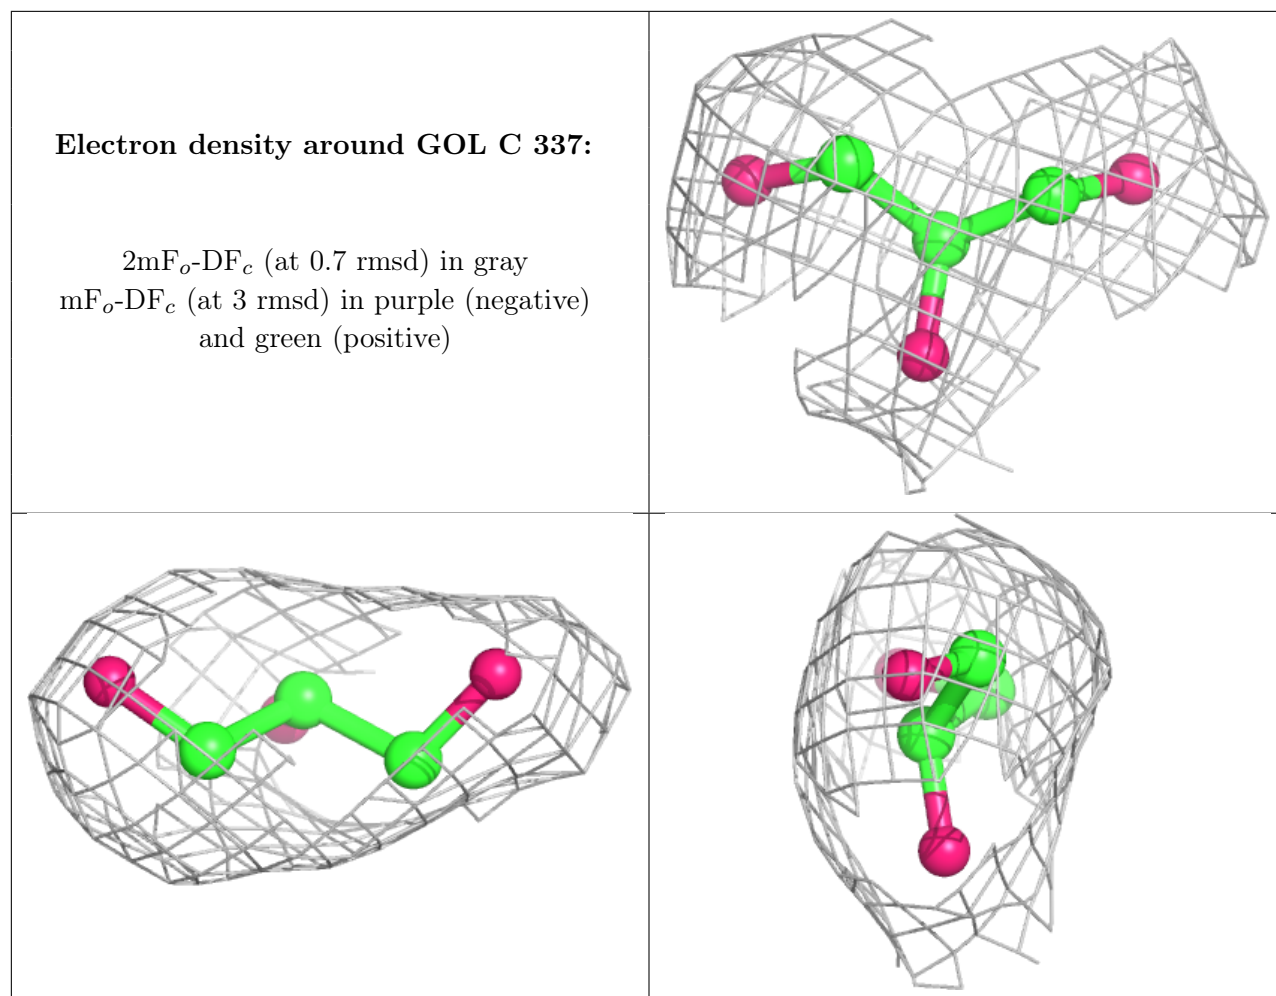 Electron density around GOL C 337:
2mFo-DFc (at 0.7 rmsd) in gray
mFo-DFc (at 3 rmsd) in purple (negative)
and green (positive)